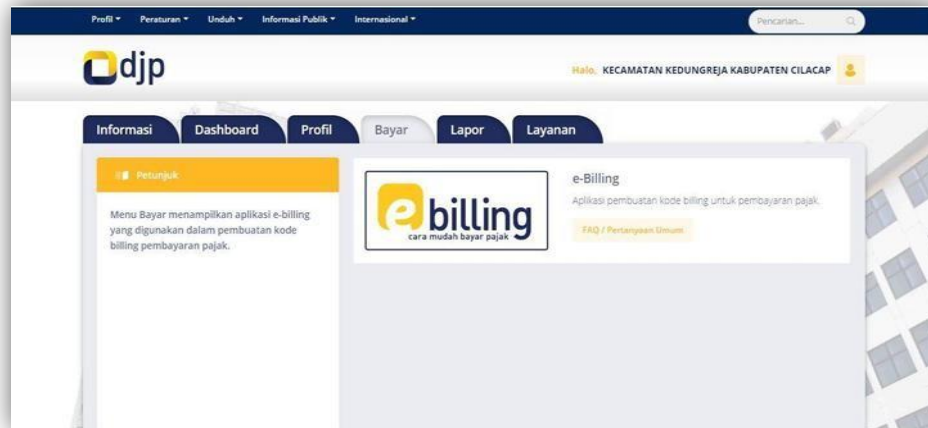 Profil Peraturan Unduh Informasi Publik Internasional Pencarian...
djp
Halo, KECAMATAN KEDUNGREJA KABUPATEN CILACAP
Informasi Dashboard Profil Bayar Lapor Layanan
Petunjuk
Menu Bayar menampilkan aplikasi e-billing
yang digunakan dalam pembuatan kode
billing pembayaran pajak.
e billing
cara mudah bayar pajak
e-Billing
Aplikasi pembuatan kode billing untuk pembayaran pajak.
FAQ / Pertanyaan Umum